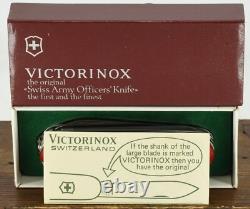 VICTORINOX
the original
«Swiss Army Officers' Knife»
the first and the finest
VICTORINOX
SWITZERLAND
If the shank of the
large blade is marked
VICTORINOX then you
have the original